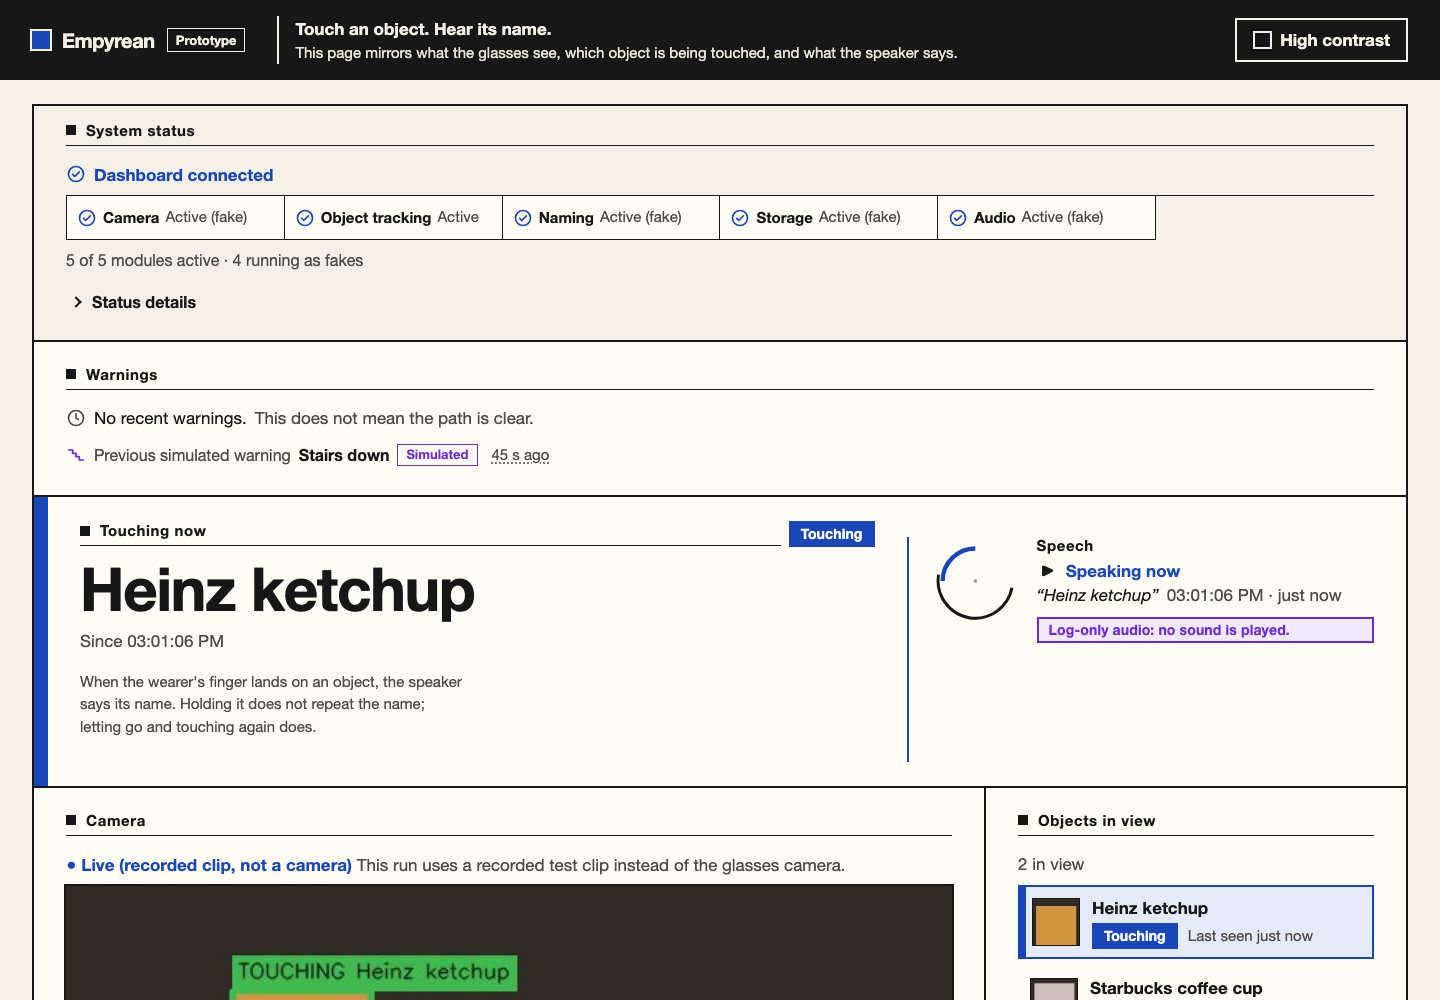 Empyrean
Prototype
Touch an object. Hear its name.
This page mirrors what the glasses see, which object is being touched, and what the speaker says.
High contrast
System status
Dashboard connected
Camera Active (fake)
Object tracking Active
Naming Active (fake)
Storage Active (fake)
Audio Active (fake)
5 of 5 modules active · 4 running as fakes
Status details
Warnings
No recent warnings. This does not mean the path is clear.
Previous simulated warning Stairs down Simulated 45 s ago
Touching now
Touching
Heinz ketchup
Since 03:01:06 PM
When the wearer's finger lands on an object, the speaker
says its name. Holding it does not repeat the name;
letting go and touching again does.
Speech
Speaking now
“Heinz ketchup” 03:01:06 PM · just now
Log-only audio: no sound is played.
Camera
Live (recorded clip, not a camera) This run uses a recorded test clip instead of the glasses camera.
TOUCHING Heinz ketchup
Objects in view
2 in view
Heinz ketchup
Touching Last seen just now
Starbucks coffee cup